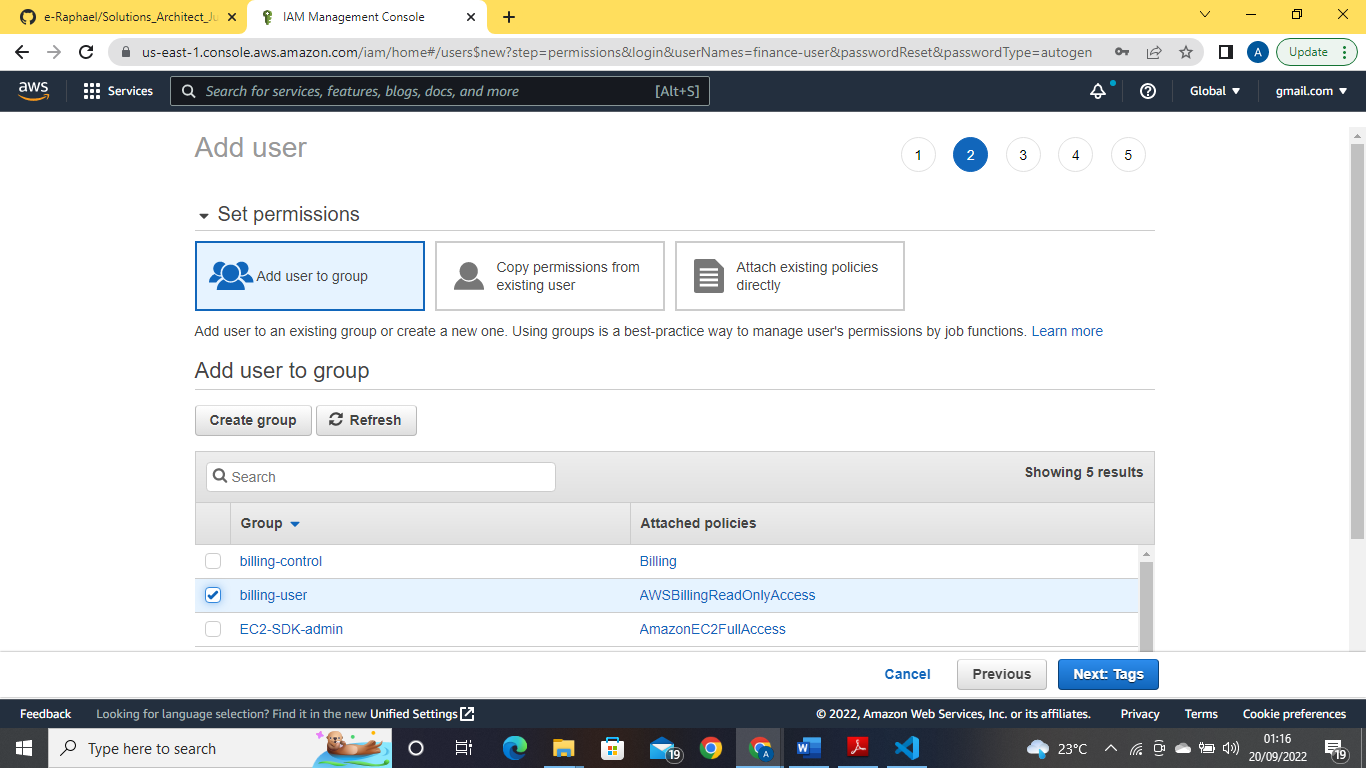 e-Raphael/Solutions_Architect_Ju
IAM Management Console
us-east-1.console.aws.amazon.com/iam/home#/users$new?step=permissions&login&userNames=finance-user&passwordReset&passwordType=autogen
A
Update
aws
Services
Search for services, features, blogs, docs, and more
[Alt+S]
Global
gmail.com
Add user
1 2 3 4 5
Set permissions
Add user to group
Copy permissions from
existing user
Attach existing policies
directly
Add user to an existing group or create a new one. Using groups is a best-practice way to manage user's permissions by job functions. Learn more
Add user to group
Create group
Refresh
Search
Showing 5 results
Group
Attached policies
billing-control
Billing
billing-user
AWSBillingReadOnlyAccess
EC2-SDK-admin
AmazonEC2FullAccess
Cancel
Previous
Next: Tags
Feedback
Looking for language selection? Find it in the new Unified Settings
© 2022, Amazon Web Services, Inc. or its affiliates.
Privacy
Terms
Cookie preferences
Type here to search
19
A
23°C
01:16
20/09/2022
19